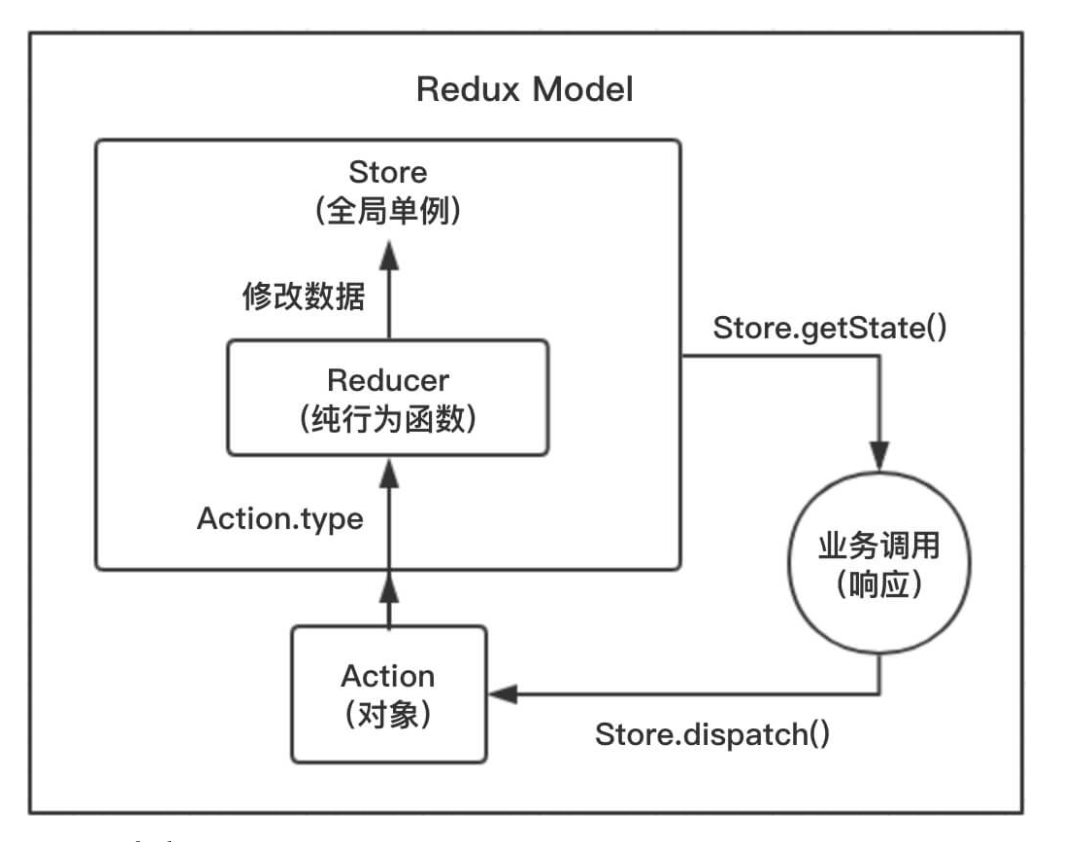 Redux Model
Store
（全局单例）
修改数据
Store.getState()
Reducer
（纯行为函数）
Action.type
业务调用
（响应）
Action
（对象）
Store.dispatch()